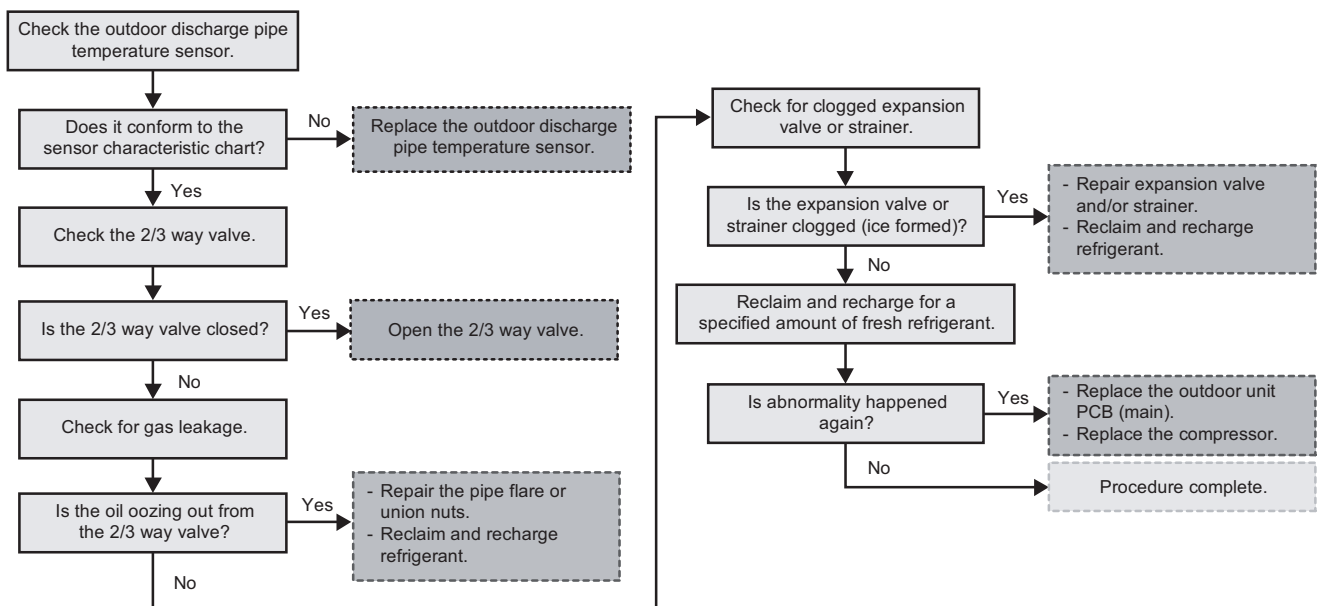 Check the outdoor discharge pipe
temperature sensor.
Does it conform to the
sensor characteristic chart?
No
Replace the outdoor discharge
pipe temperature sensor.
Yes
Check the 2/3 way valve.
Is the 2/3 way valve closed?
Yes
Open the 2/3 way valve.
No
Check for gas leakage.
Is the oil oozing out from
the 2/3 way valve?
Yes
- Repair the pipe flare or
union nuts.
- Reclaim and recharge
refrigerant.
No
Check for clogged expansion
valve or strainer.
Is the expansion valve or
strainer clogged (ice formed)?
Yes
- Repair expansion valve
and/or strainer.
- Reclaim and recharge
refrigerant.
No
Reclaim and recharge for a
specified amount of fresh refrigerant.
Is abnormality happened
again?
Yes
- Replace the outdoor unit
PCB (main).
- Replace the compressor.
No
Procedure complete.